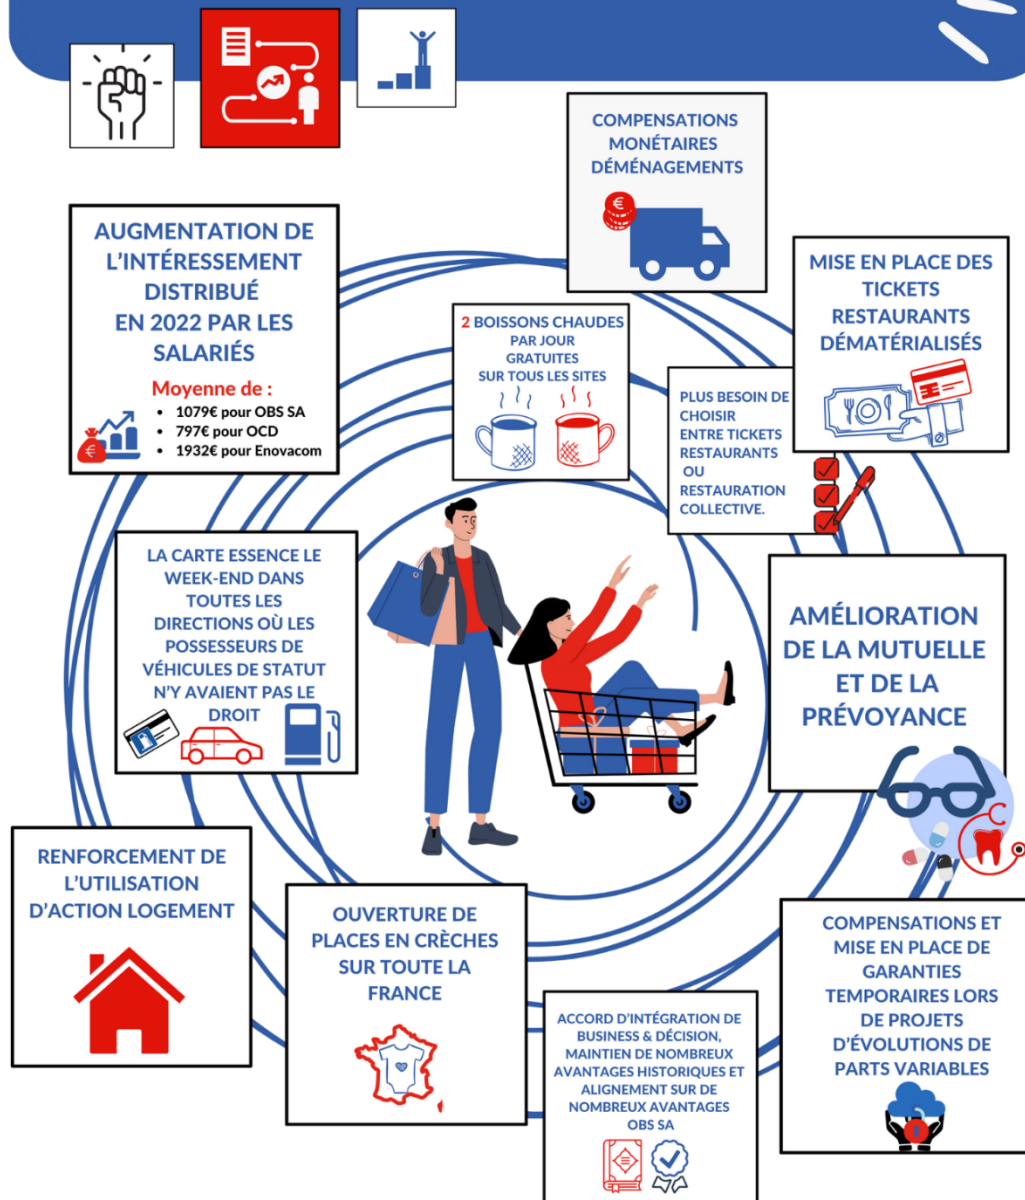 COMPENSATIONS
MONÉTAIRES
DÉMÉNAGEMENTS
AUGMENTATION DE
L'INTÉRESSEMENT
DISTRIBUÉ
EN 2022 PAR LES
SALARIÉS
Moyenne de :
• 1079€ pour OBS SA
• 797€ pour OCD
• 1932€ pour Enovacom
MISE EN PLACE DES
TICKETS
RESTAURANTS
DÉMATÉRIALISÉS
2 BOISSONS CHAUDES
PAR JOUR
GRATUITES
SUR TOUS LES SITES
PLUS BESOIN DE
CHOISIR
ENTRE TICKETS
RESTAURANTS
OU
RESTAURATION
COLLECTIVE.
LA CARTE ESSENCE LE
WEEK-END DANS
TOUTES LES
DIRECTIONS OÙ LES
POSSESSEURS DE
VÉHICULES DE STATUT
N'Y AVAIENT PAS LE
DROIT
AMÉLIORATION
DE LA MUTUELLE
ET DE LA
PRÉVOYANCE
RENFORCEMENT DE
L'UTILISATION
D'ACTION LOGEMENT
OUVERTURE DE
PLACES EN CRÈCHES
SUR TOUTE LA
FRANCE
ACCORD D'INTÉGRATION DE
BUSINESS & DÉCISION,
MAINTIEN DE NOMBREUX
AVANTAGES HISTORIQUES ET
ALIGNEMENT SUR DE
NOMBREUX AVANTAGES
OBS SA
COMPENSATIONS ET
MISE EN PLACE DE
GARANTIES
TEMPORAIRES LORS
DE PROJETS
D'ÉVOLUTIONS DE
PARTS VARIABLES